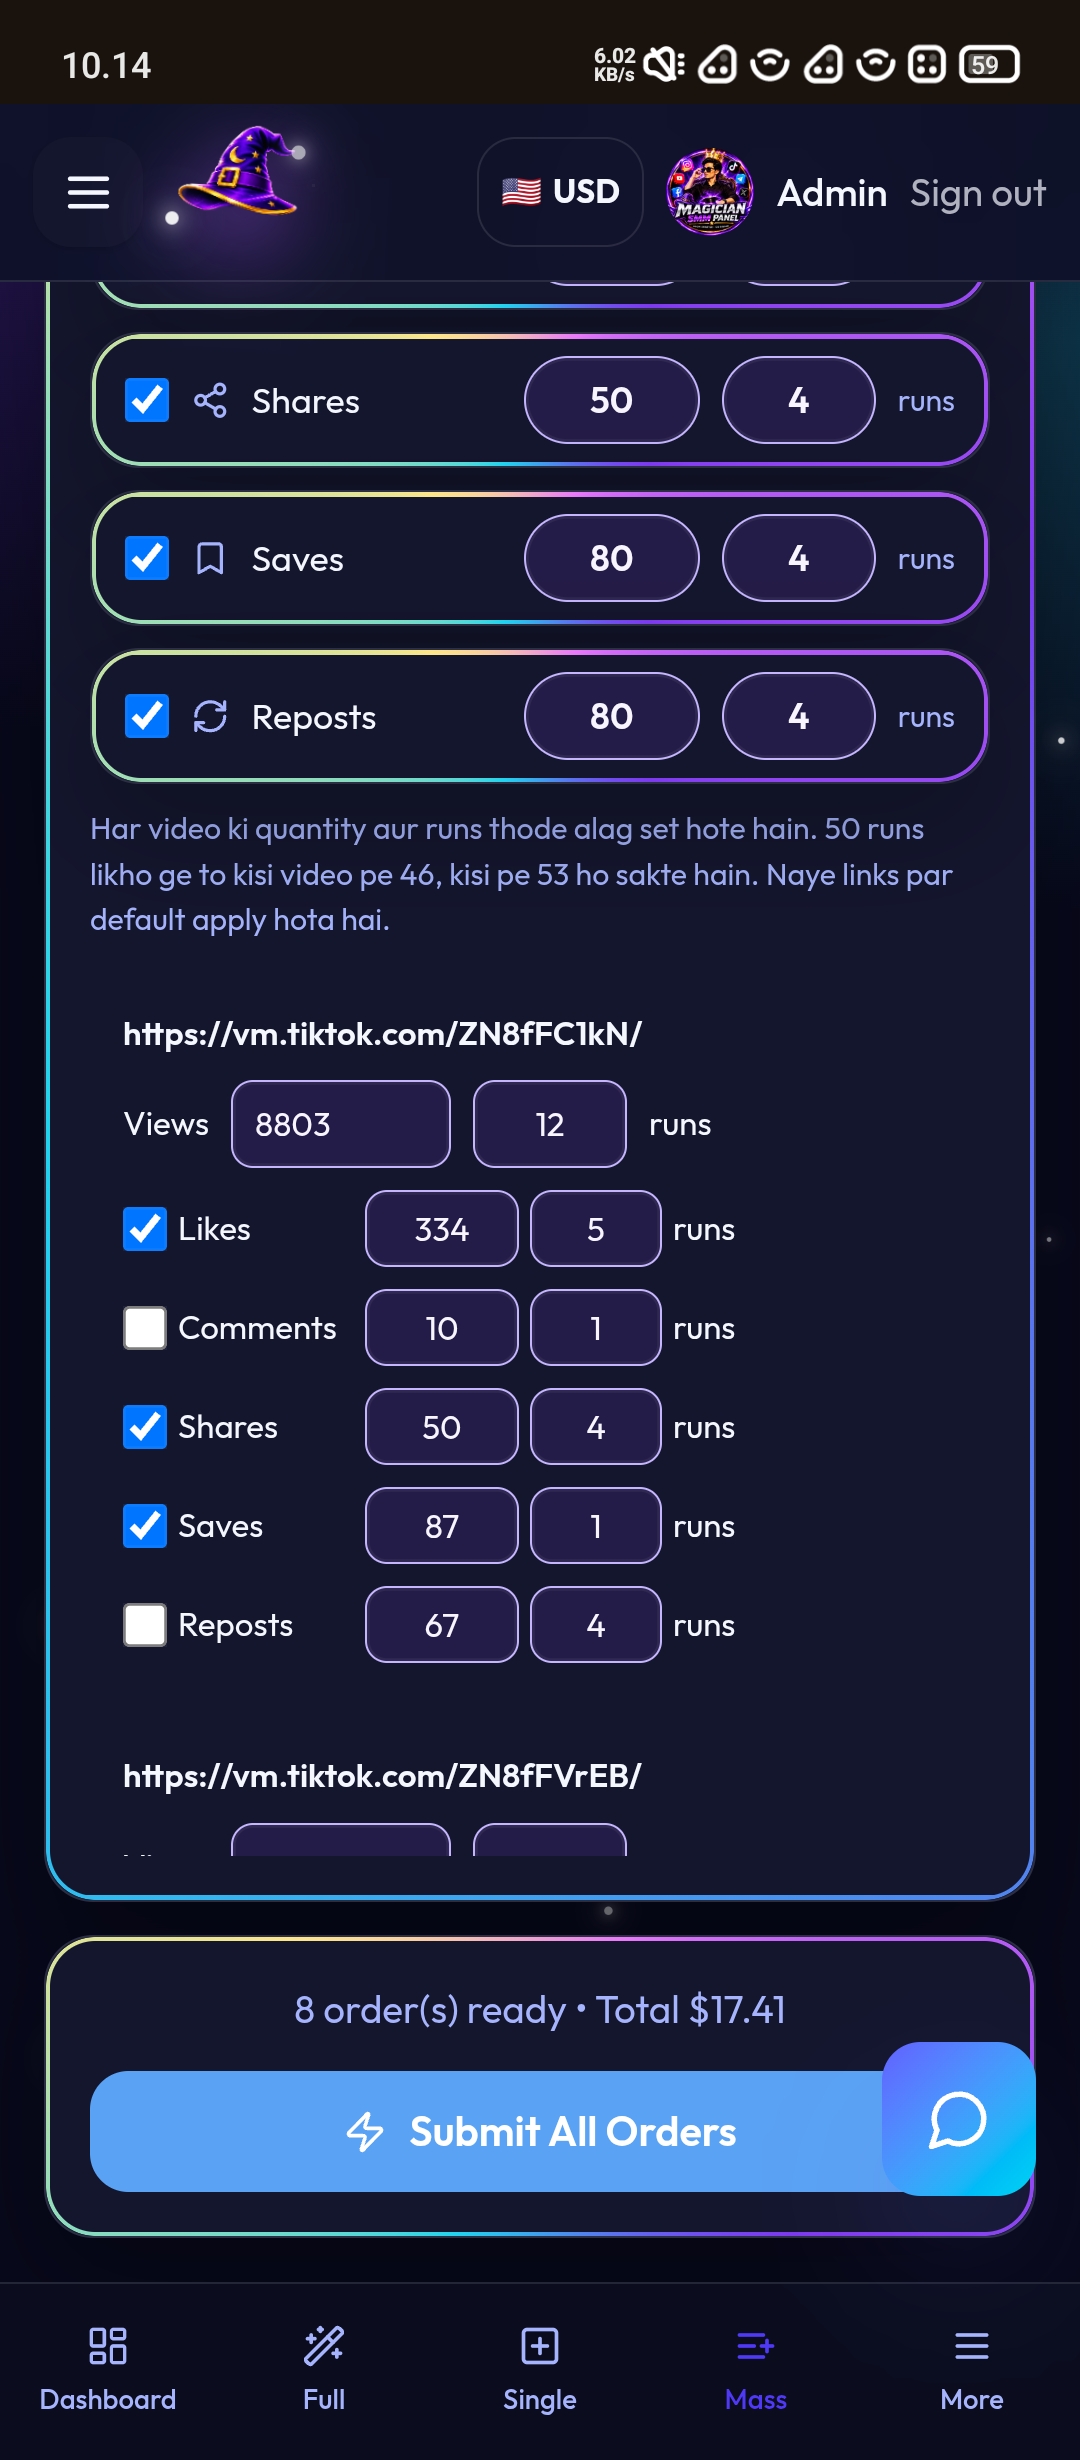 10.14
6.02
KB/s
59
USD
MAGICIAN
SMM PANEL
Admin
Sign out
Shares 50 4 runs
Saves 80 4 runs
Reposts 80 4 runs
Har video ki quantity aur runs thode alag set hote hain. 50 runs
likho ge to kisi video pe 46, kisi pe 53 ho sakte hain. Naye links par
default apply hota hai.
https://vm.tiktok.com/ZN8fFC1kN/
Views 8803 12 runs
Likes 334 5 runs
Comments 10 1 runs
Shares 50 4 runs
Saves 87 1 runs
Reposts 67 4 runs
https://vm.tiktok.com/ZN8fFVrEB/
8 order(s) ready • Total $17.41
Submit All Orders
Dashboard
Full
Single
Mass
More